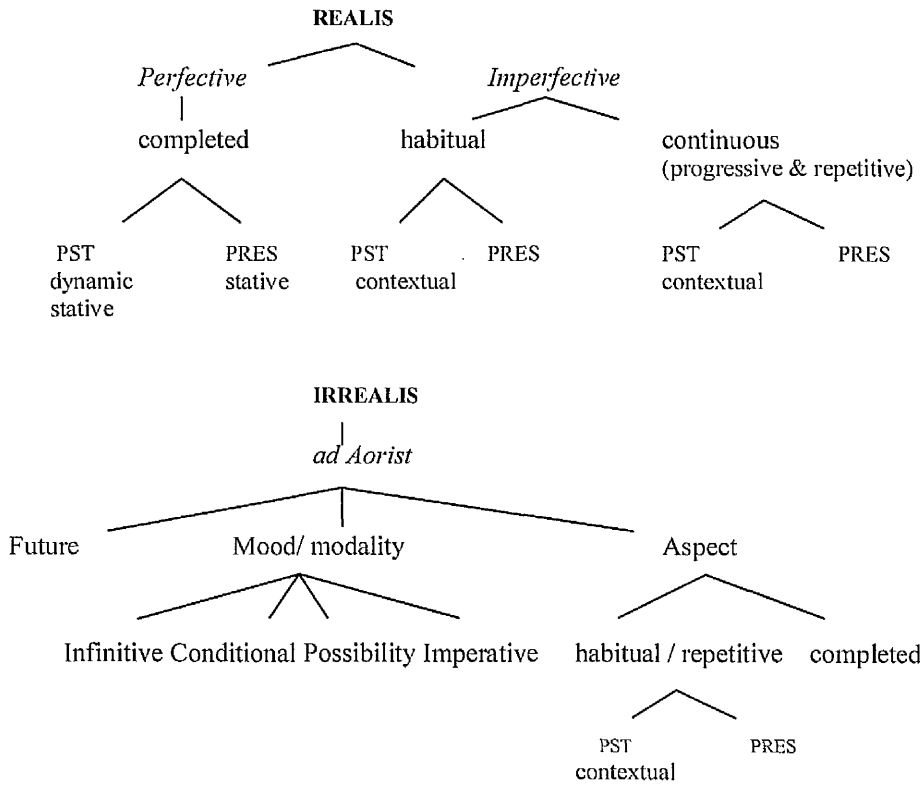 REALIS
Perfective Imperfective
completed habitual continuous
(progressive & repetitive)
PST PRES PST PRES PST PRES
dynamic stative contextual contextual
stative
IRREALIS
ad Aorist
Future Mood/ modality Aspect
Infinitive Conditional Possibility Imperative habitual / repetitive completed
PST PRES
contextual